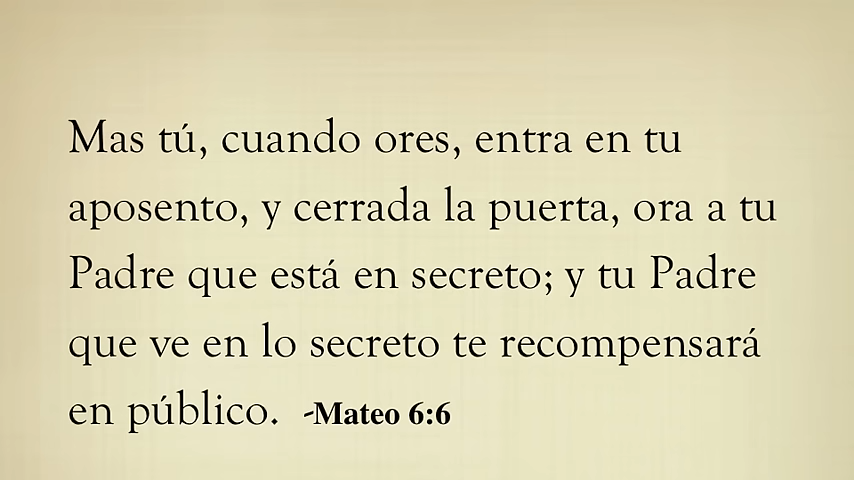 Mas tú, cuando ores, entra en tu
aposento, y cerrada la puerta, ora a tu
Padre que está en secreto; y tu Padre
que ve en lo secreto te recompensará
en público. -Mateo 6:6